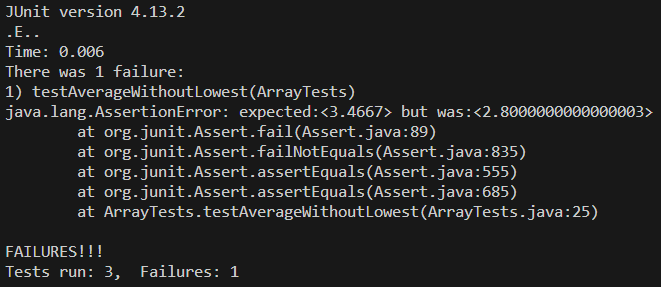 JUnit version 4.13.2
.E..
Time: 0.006
There was 1 failure:
1) testAverageWithoutLowest(ArrayTests)
java.lang.AssertionError: expected:<3.4667> but was:<2.8000000000000003>
        at org.junit.Assert.fail(Assert.java:89)
        at org.junit.Assert.failNotEquals(Assert.java:835)
        at org.junit.Assert.assertEquals(Assert.java:555)
        at org.junit.Assert.assertEquals(Assert.java:685)
        at ArrayTests.testAverageWithoutLowest(ArrayTests.java:25)

FAILURES!!!
Tests run: 3,  Failures: 1